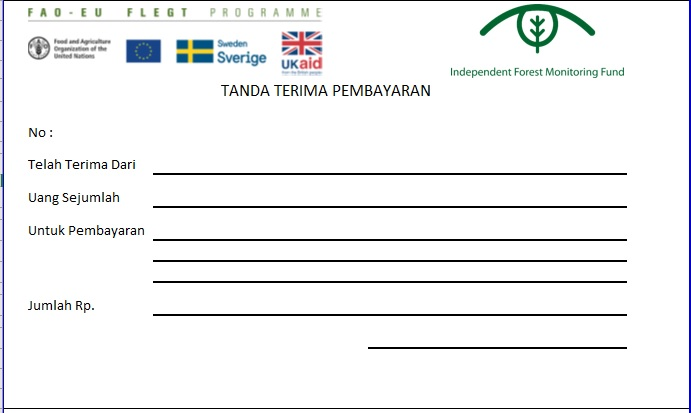 FAO-EU FLEGT PROGRAMME
Food and Agriculture
Organization of the
United Nations
Sweden
Sverige
UKaid
from the British people
Independent Forest Monitoring Fund
TANDA TERIMA PEMBAYARAN
No :
Telah Terima Dari
Uang Sejumlah
Untuk Pembayaran
Jumlah Rp.